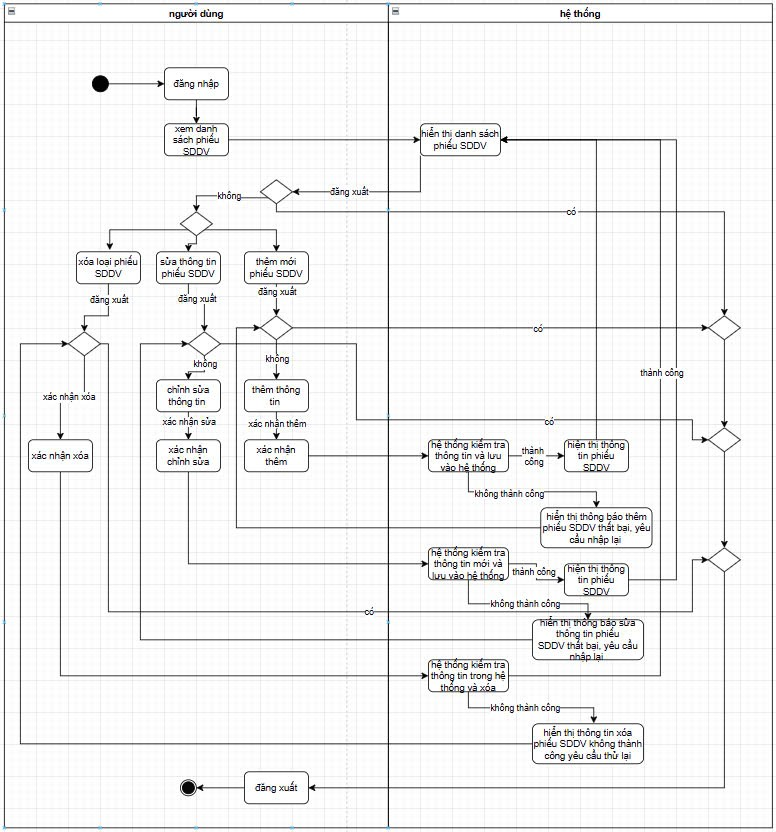 người dùng
hệ thống
đăng nhập
xem danh
sách phiếu
SDDV
hiển thị danh sách
phiếu SDDV
không
đăng xuất
có
xóa loại phiếu
SDDV
sửa thông tin
phiếu SDDV
thêm mới
phiếu SDDV
đăng xuất
đăng xuất
đăng xuất
có
không
không
thành công
xác nhận xóa
chỉnh sửa
thông tin
thêm thông
tin
xác nhận sửa
xác nhận thêm
có
xác nhận xóa
xác nhận
chỉnh sửa
xác nhận
thêm
hệ thống kiểm tra
thông tin và lưu
vào hệ thống
thành
công
hiện thị thông
tin phiếu
SDDV
không thành công
hiển thị thông báo thêm
phiếu SDDV thất bại, yêu
cầu nhập lại
hệ thống kiểm tra
thông tin mới và
lưu vào hệ thống
thành công
hiện thị thông
tin phiếu
SDDV
không thành công
có
hiển thị thông báo sửa
thông tin phiếu
SDDV thất bại, yêu cầu
nhập lại
hệ thống kiểm tra
thông tin trong hệ
thống và xóa
không thành công
hiển thị thông tin xóa
phiếu SDDV không thành
công yêu cầu thử lại
đăng xuất